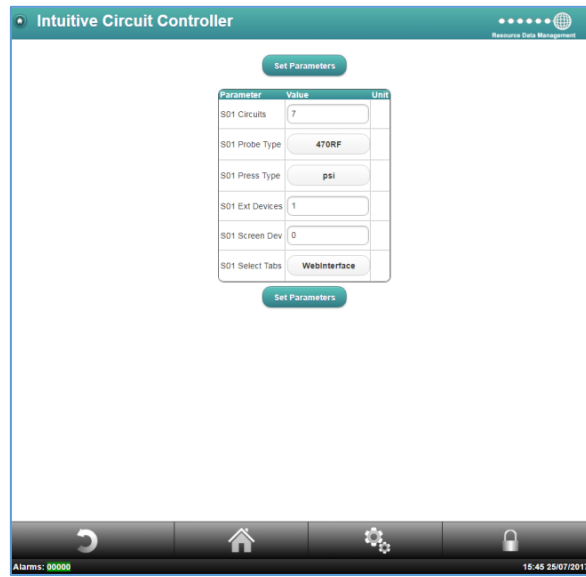 Intuitive Circuit Controller
Resource Data Management
Set Parameters
Parameter Value Unit
S01 Circuits 7
S01 Probe Type 470RF
S01 Press Type psi
S01 Ext Devices 1
S01 Screen Dev 0
S01 Select Tabs WebInterface
Set Parameters
Alarms: 00000 15:45 25/07/201